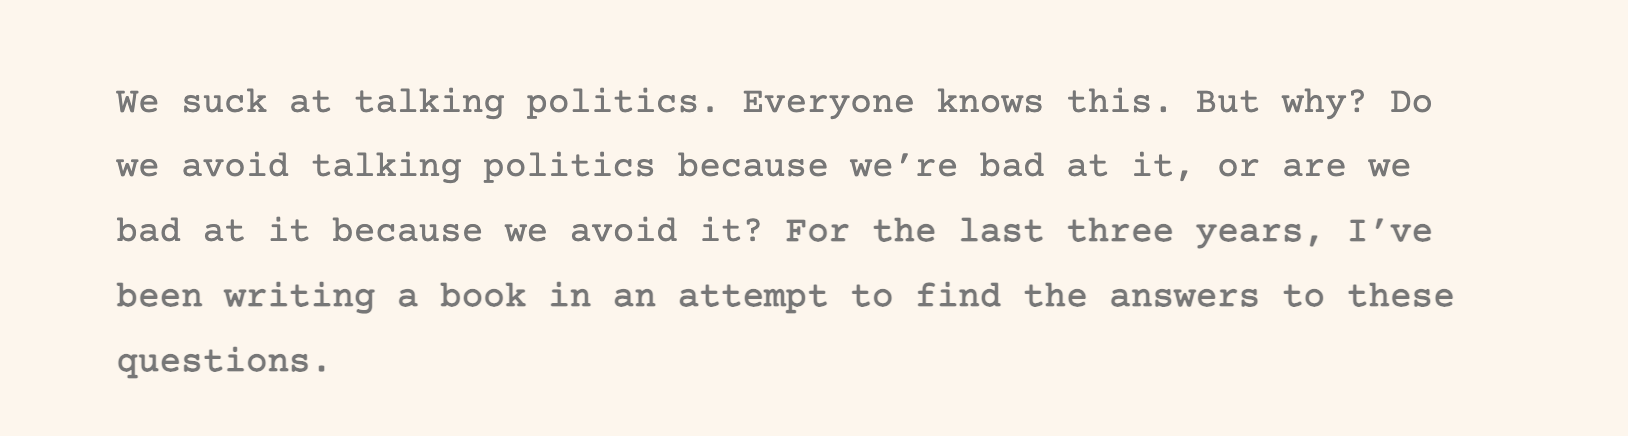 We suck at talking politics. Everyone knows this. But why? Do
we avoid talking politics because we’re bad at it, or are we
bad at it because we avoid it? For the last three years, I’ve
been writing a book in an attempt to find the answers to these
questions.